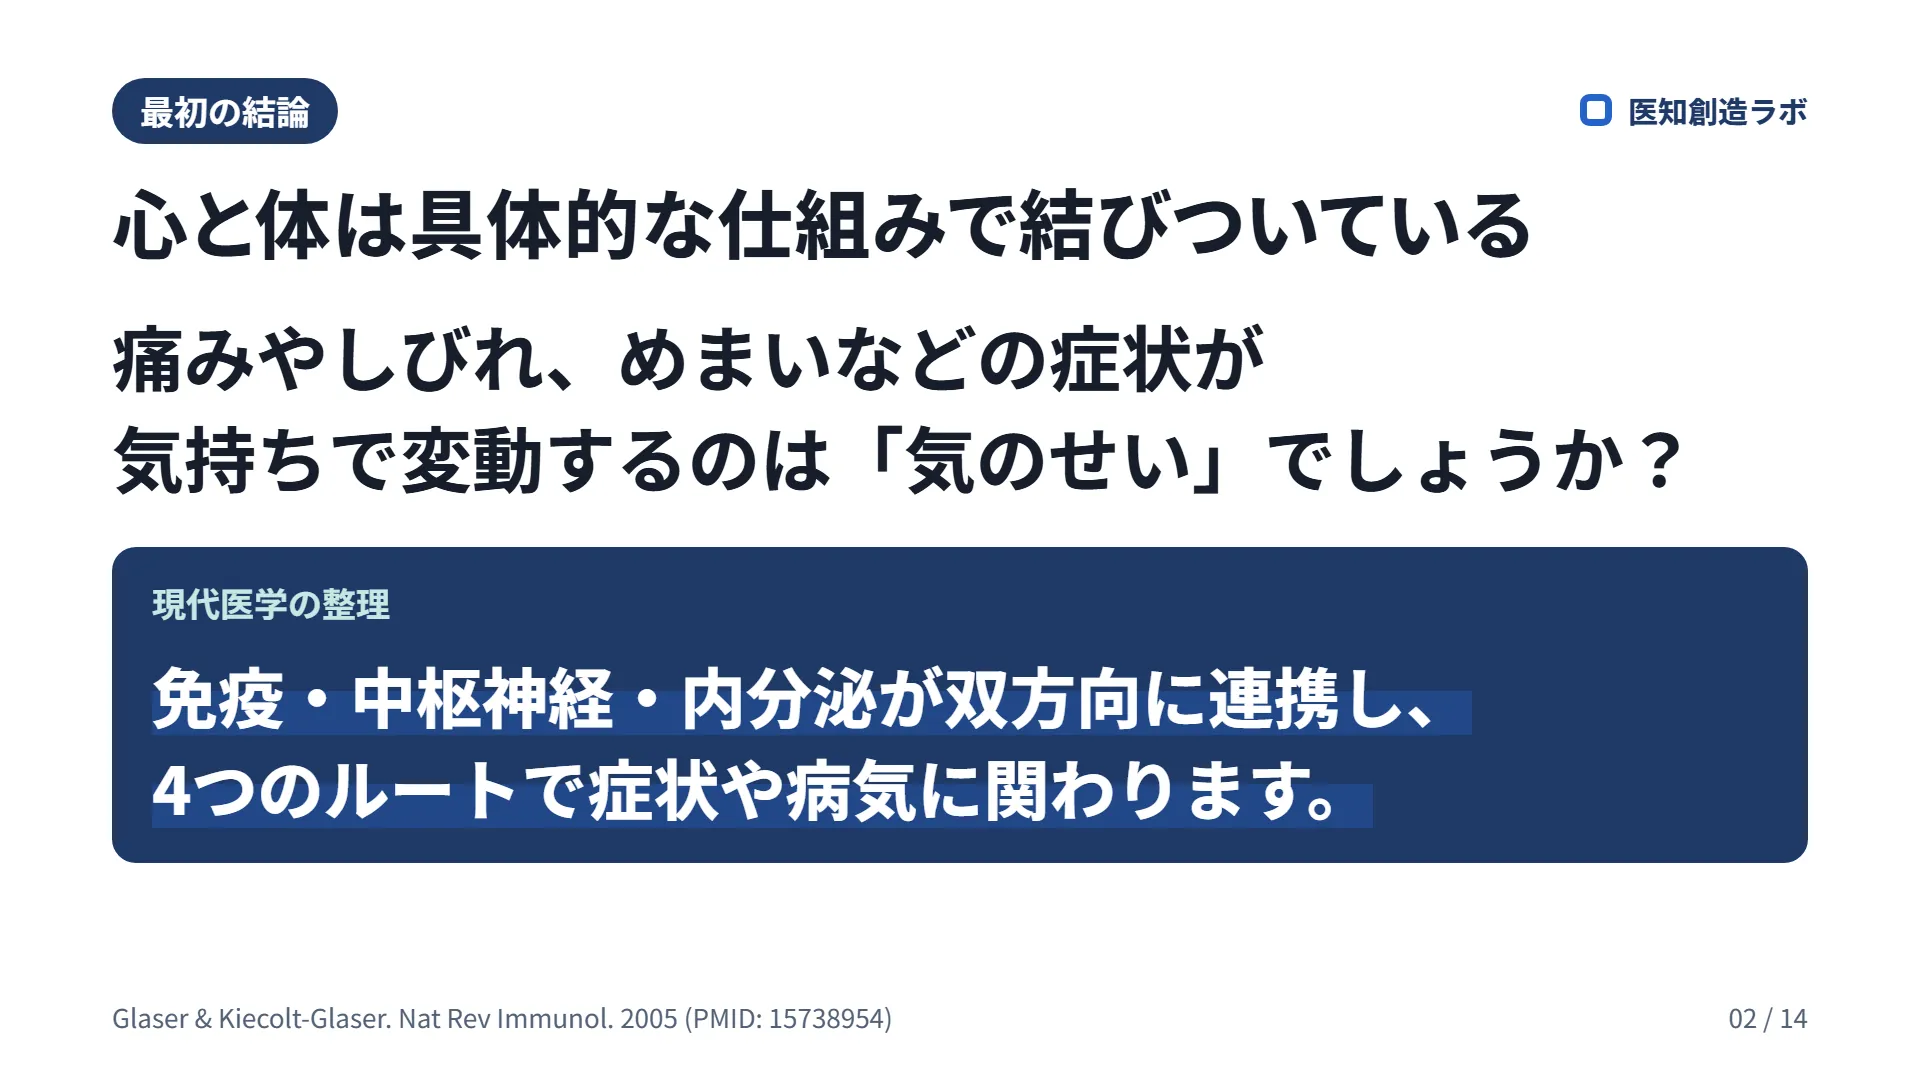 最初の結論
医知創造ラボ
心と体は具体的な仕組みで結びついている
痛みやしびれ、めまいなどの症状が
気持ちで変動するのは「気のせい」でしょうか？
現代医学の整理
免疫・中枢神経・内分泌が双方向に連携し、
4つのルートで症状や病気に関わります。
Glaser & Kiecolt-Glaser. Nat Rev Immunol. 2005 (PMID: 15738954)
02 / 14